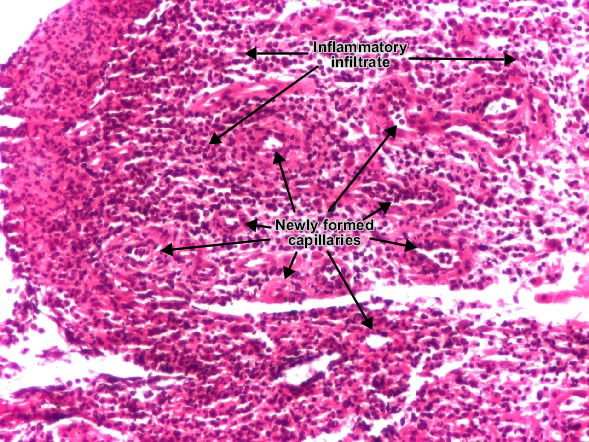 Inflammatory
infiltrate
Newly formed
capillaries